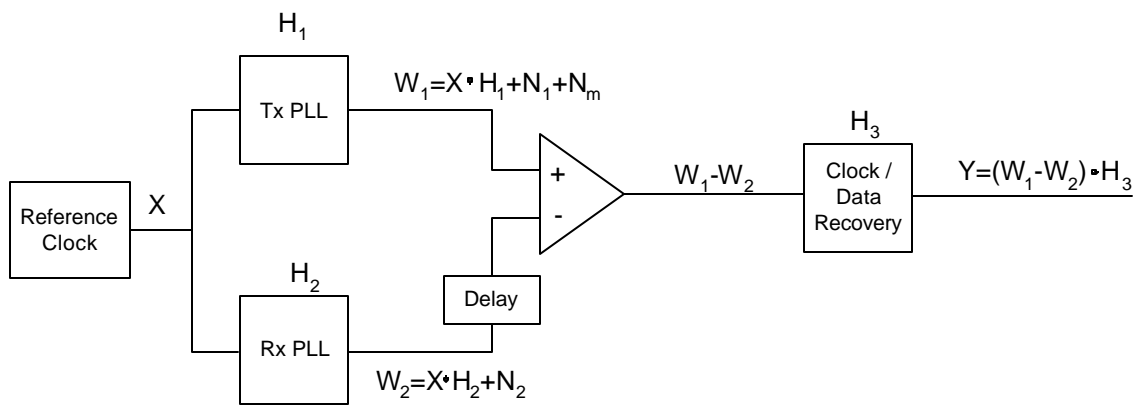 H₁
Tx PLL
W₁=X•H₁+N₁+Nₘ
Reference
Clock
X
H₂
Rx PLL
W₂=X•H₂+N₂
Delay
+
-
W₁-W₂
H₃
Clock /
Data
Recovery
Y=(W₁-W₂)•H₃